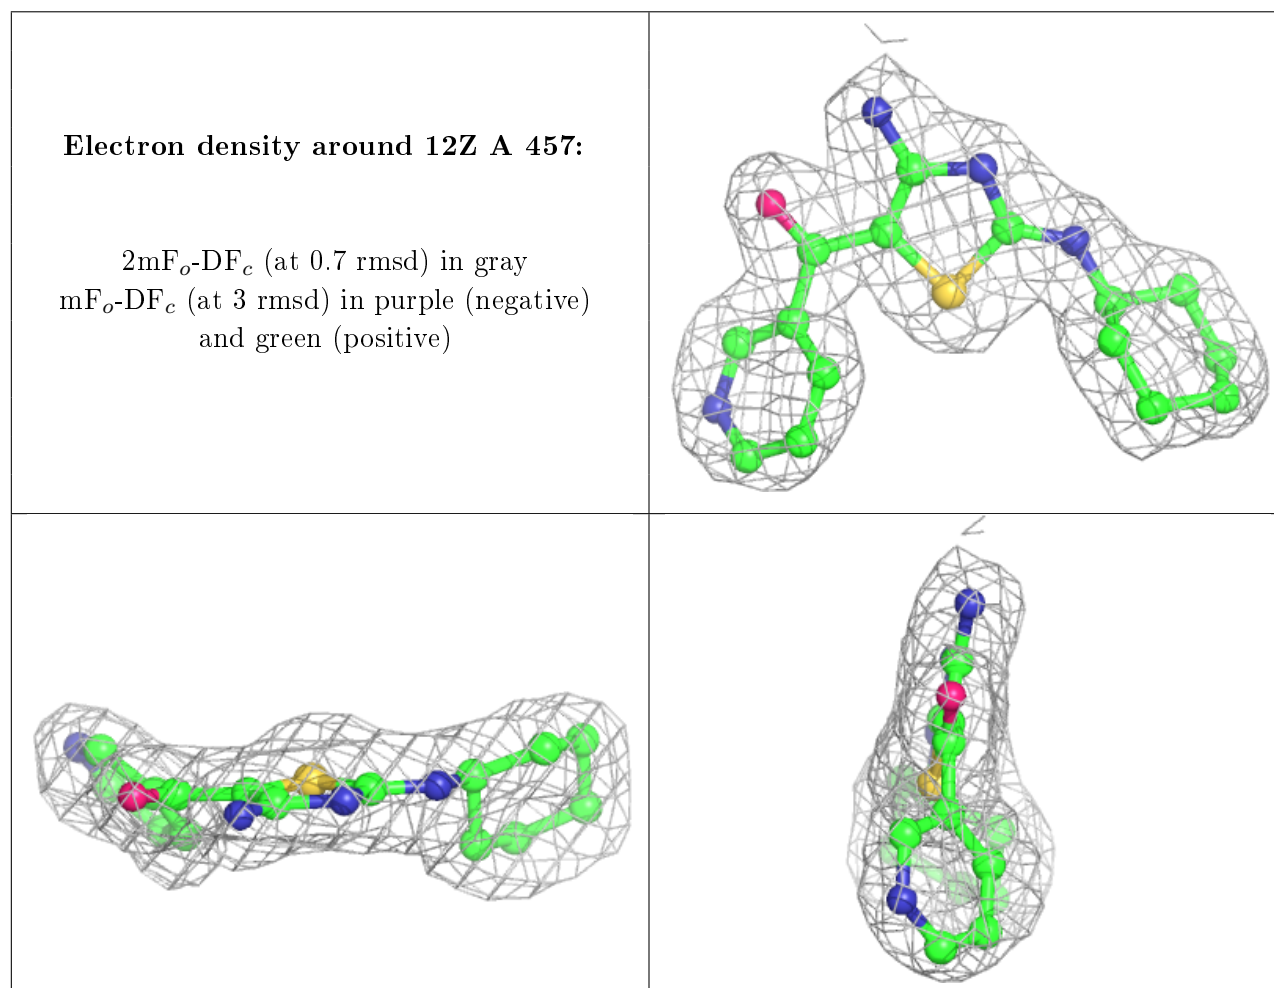 Electron density around 12Z A 457:
2mFo-DFc (at 0.7 rmsd) in gray
mFo-DFc (at 3 rmsd) in purple (negative)
and green (positive)